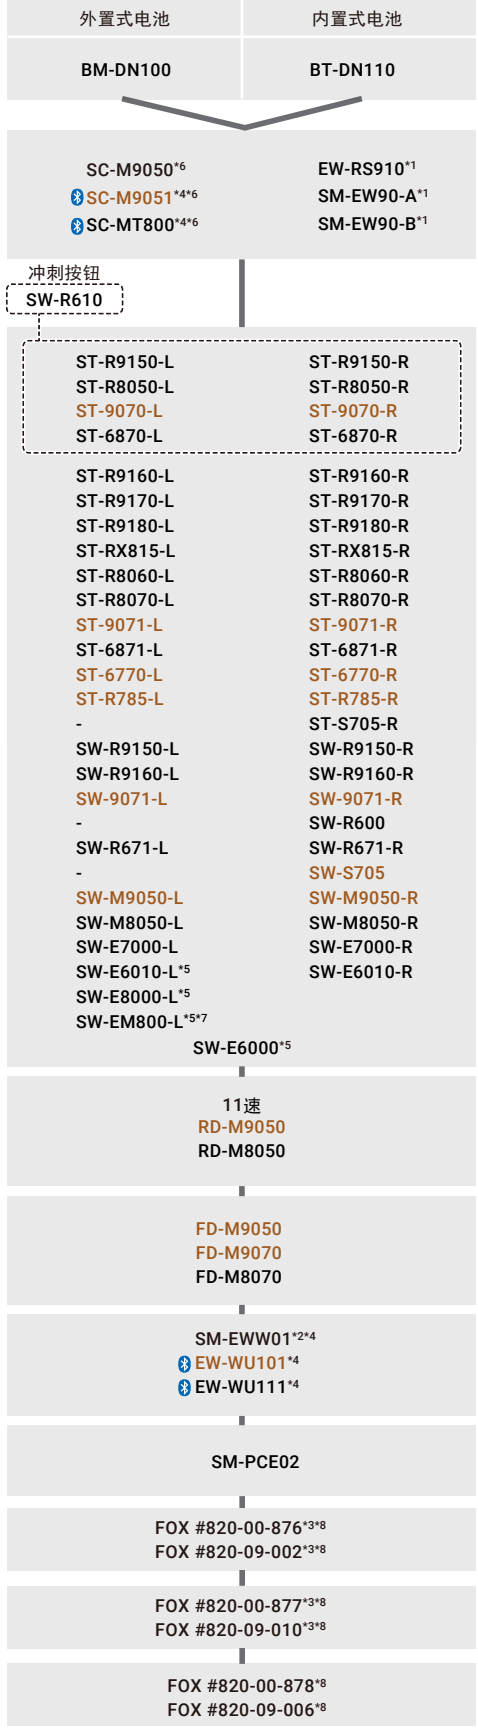 外置式电池 内置式电池
BM-DN100 BT-DN110
SC-M9050*6 EW-RS910*1
SC-M9051*4*6 SM-EW90-A*1
SC-MT800*4*6 SM-EW90-B*1
冲刺按钮
SW-R610
ST-R9150-L ST-R9150-R
ST-R8050-L ST-R8050-R
ST-9070-L ST-9070-R
ST-6870-L ST-6870-R
ST-R9160-L ST-R9160-R
ST-R9170-L ST-R9170-R
ST-R9180-L ST-R9180-R
ST-RX815-L ST-RX815-R
ST-R8060-L ST-R8060-R
ST-R8070-L ST-R8070-R
ST-9071-L ST-9071-R
ST-6871-L ST-6871-R
ST-6770-L ST-6770-R
ST-R785-L ST-R785-R
- ST-S705-R
SW-R9150-L SW-R9150-R
SW-R9160-L SW-R9160-R
SW-9071-L SW-9071-R
- SW-R600
SW-R671-L SW-R671-R
- SW-S705
SW-M9050-L SW-M9050-R
SW-M8050-L SW-M8050-R
SW-E7000-L SW-E7000-R
SW-E6010-L*5 SW-E6010-R
SW-E8000-L*5
SW-EM800-L*5*7
SW-E6000*5
11速
RD-M9050
RD-M8050
FD-M9050
FD-M9070
FD-M8070
SM-EWW01*2*4
EW-WU101*4
EW-WU111*4
SM-PCE02
FOX #820-00-876*3*8
FOX #820-09-002*3*8
FOX #820-00-877*3*8
FOX #820-09-010*3*8
FOX #820-00-878*8
FOX #820-09-006*8